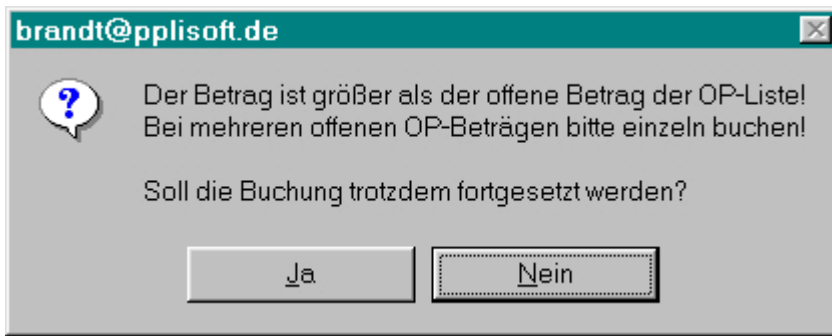 brandt@pplisoft.de
Der Betrag ist größer als der offene Betrag der OP-Liste!
Bei mehreren offenen OP-Beträgen bitte einzeln buchen!
Soll die Buchung trotzdem fortgesetzt werden?
Ja
Nein